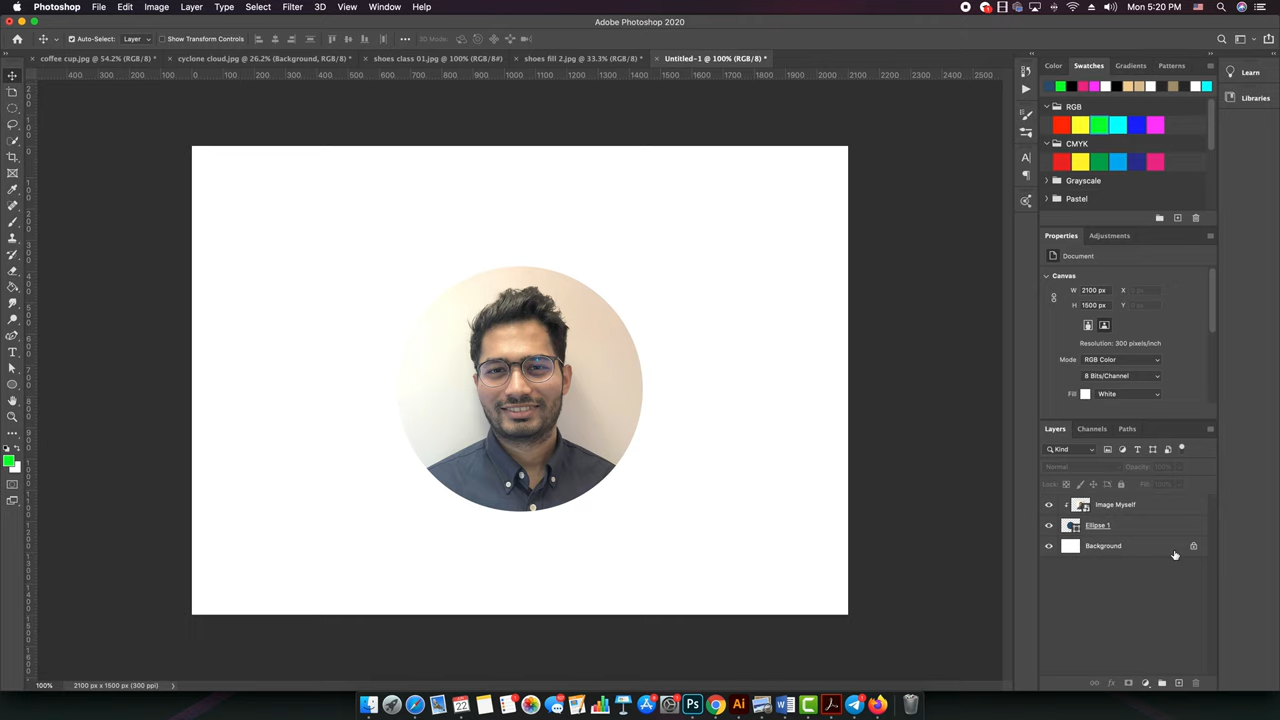 Photoshop File Edit Image Layer Type Select Filter 3D View Window Help
Mon 5:20 PM
Adobe Photoshop 2020
Auto-Select: Layer Show Transform Controls 3D Mode:
coffee cup.jpg @ 54.2% (RGB/8) * cyclone cloud.jpg @ 26.2% (Background, RGB/8) * shoes class 01.jpg @ 100% (RGB/8#) shoes fill 2.jpg @ 33.3% (RGB/8) * Untitled-1 @ 100% (RGB/8) *
Color Swatches Gradients Patterns
Learn
Libraries
RGB
CMYK
Grayscale
Pastel
Properties Adjustments
Document
Canvas
W 2100 px X
H 1500 px Y
Resolution: 300 pixels/inch
Mode RGB Color
8 Bits/Channel
Fill White
Layers Channels Paths
Kind
Normal Opacity: 100%
Lock: Fill: 100%
Image Myself
Ellipse 1
Background
100% 2100 px x 1500 px (300 ppi)